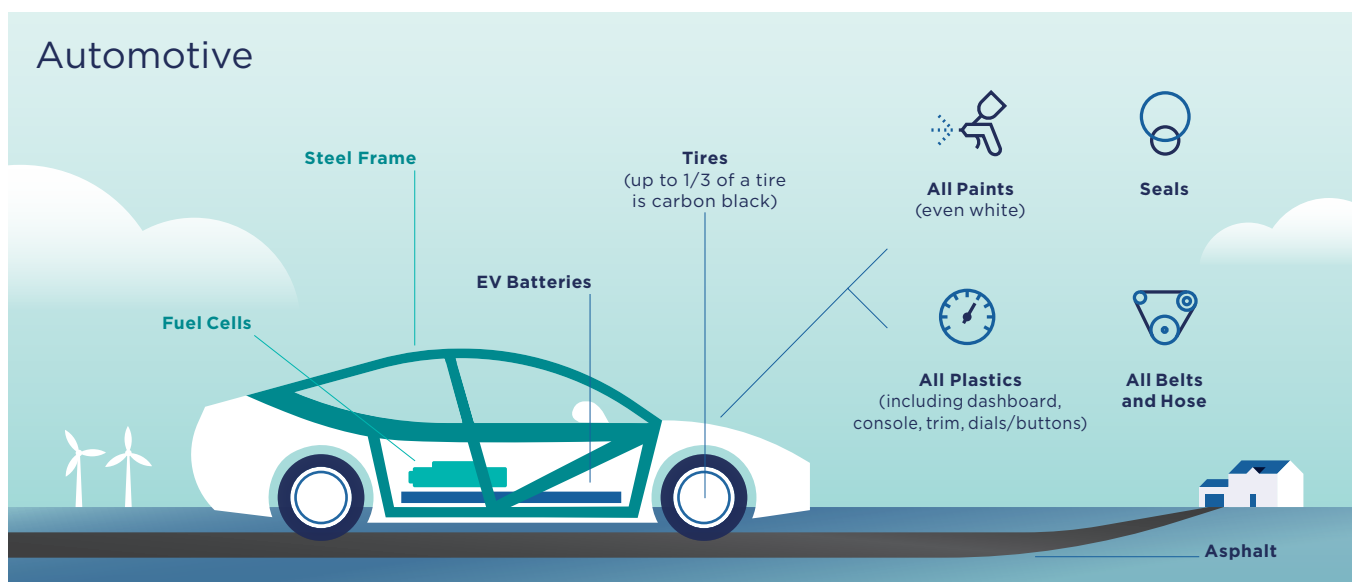 Automotive
Steel Frame
Tires
(up to 1/3 of a tire
is carbon black)
All Paints
(even white)
Seals
EV Batteries
Fuel Cells
All Plastics
(including dashboard,
console, trim, dials/buttons)
All Belts
and Hose
Asphalt